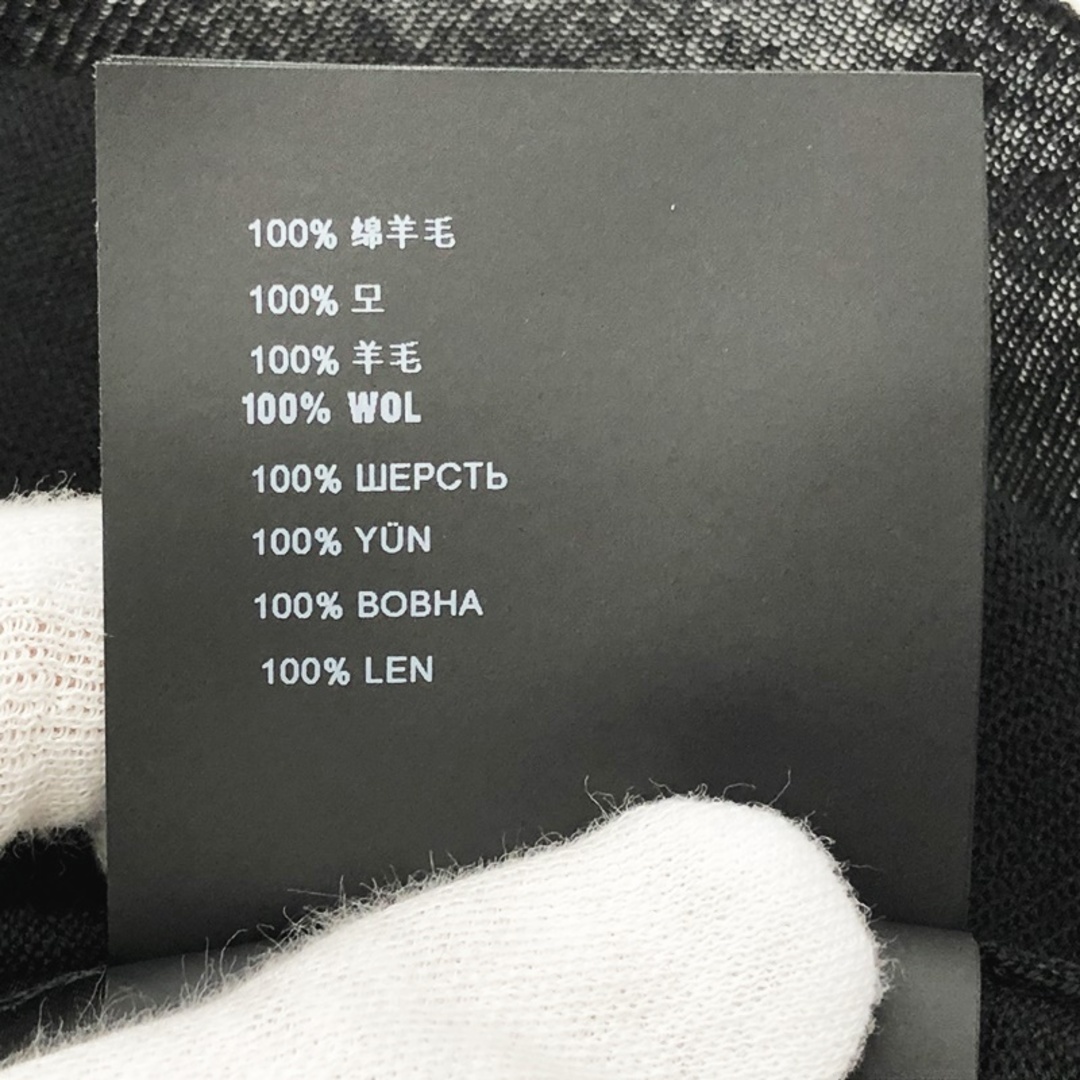 100% 绵羊毛
100% 모
100% 羊毛
100% WOL
100% ШЕРСТЬ
100% YÜN
100% ВОВНА
100% LEN